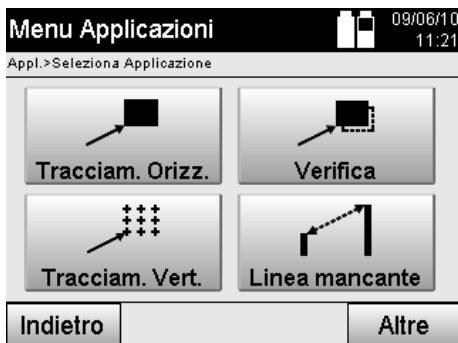 Menu Applicazioni
09/06/10
11:21
Appl.>Seleziona Applicazione
Tracciam. Orizz.
Verifica
Tracciam. Vert.
Linea mancante
Indietro
Altre